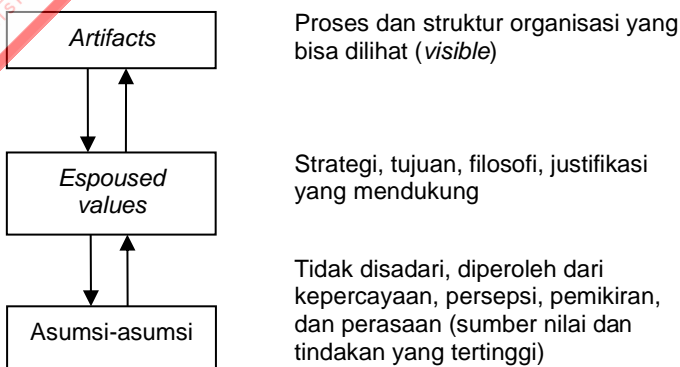 Artifacts
Proses dan struktur organisasi yang
bisa dilihat (visible)
Espoused
values
Strategi, tujuan, filosofi, justifikasi
yang mendukung
Asumsi-asumsi
Tidak disadari, diperoleh dari
kepercayaan, persepsi, pemikiran,
dan perasaan (sumber nilai dan
tindakan yang tertinggi)